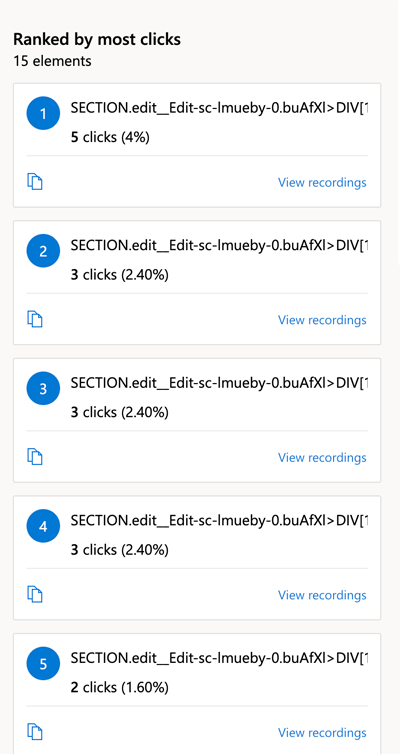 Ranked by most clicks
15 elements
1
SECTION.edit__Edit-sc-lmueby-0.buAfXl>DIV[1
5 clicks (4%)
View recordings
2
SECTION.edit__Edit-sc-lmueby-0.buAfXl>DIV[1
3 clicks (2.40%)
View recordings
3
SECTION.edit__Edit-sc-lmueby-0.buAfXl>DIV[1
3 clicks (2.40%)
View recordings
4
SECTION.edit__Edit-sc-lmueby-0.buAfXl>DIV[1
3 clicks (2.40%)
View recordings
5
SECTION.edit__Edit-sc-lmueby-0.buAfXl>DIV[1
2 clicks (1.60%)
View recordings